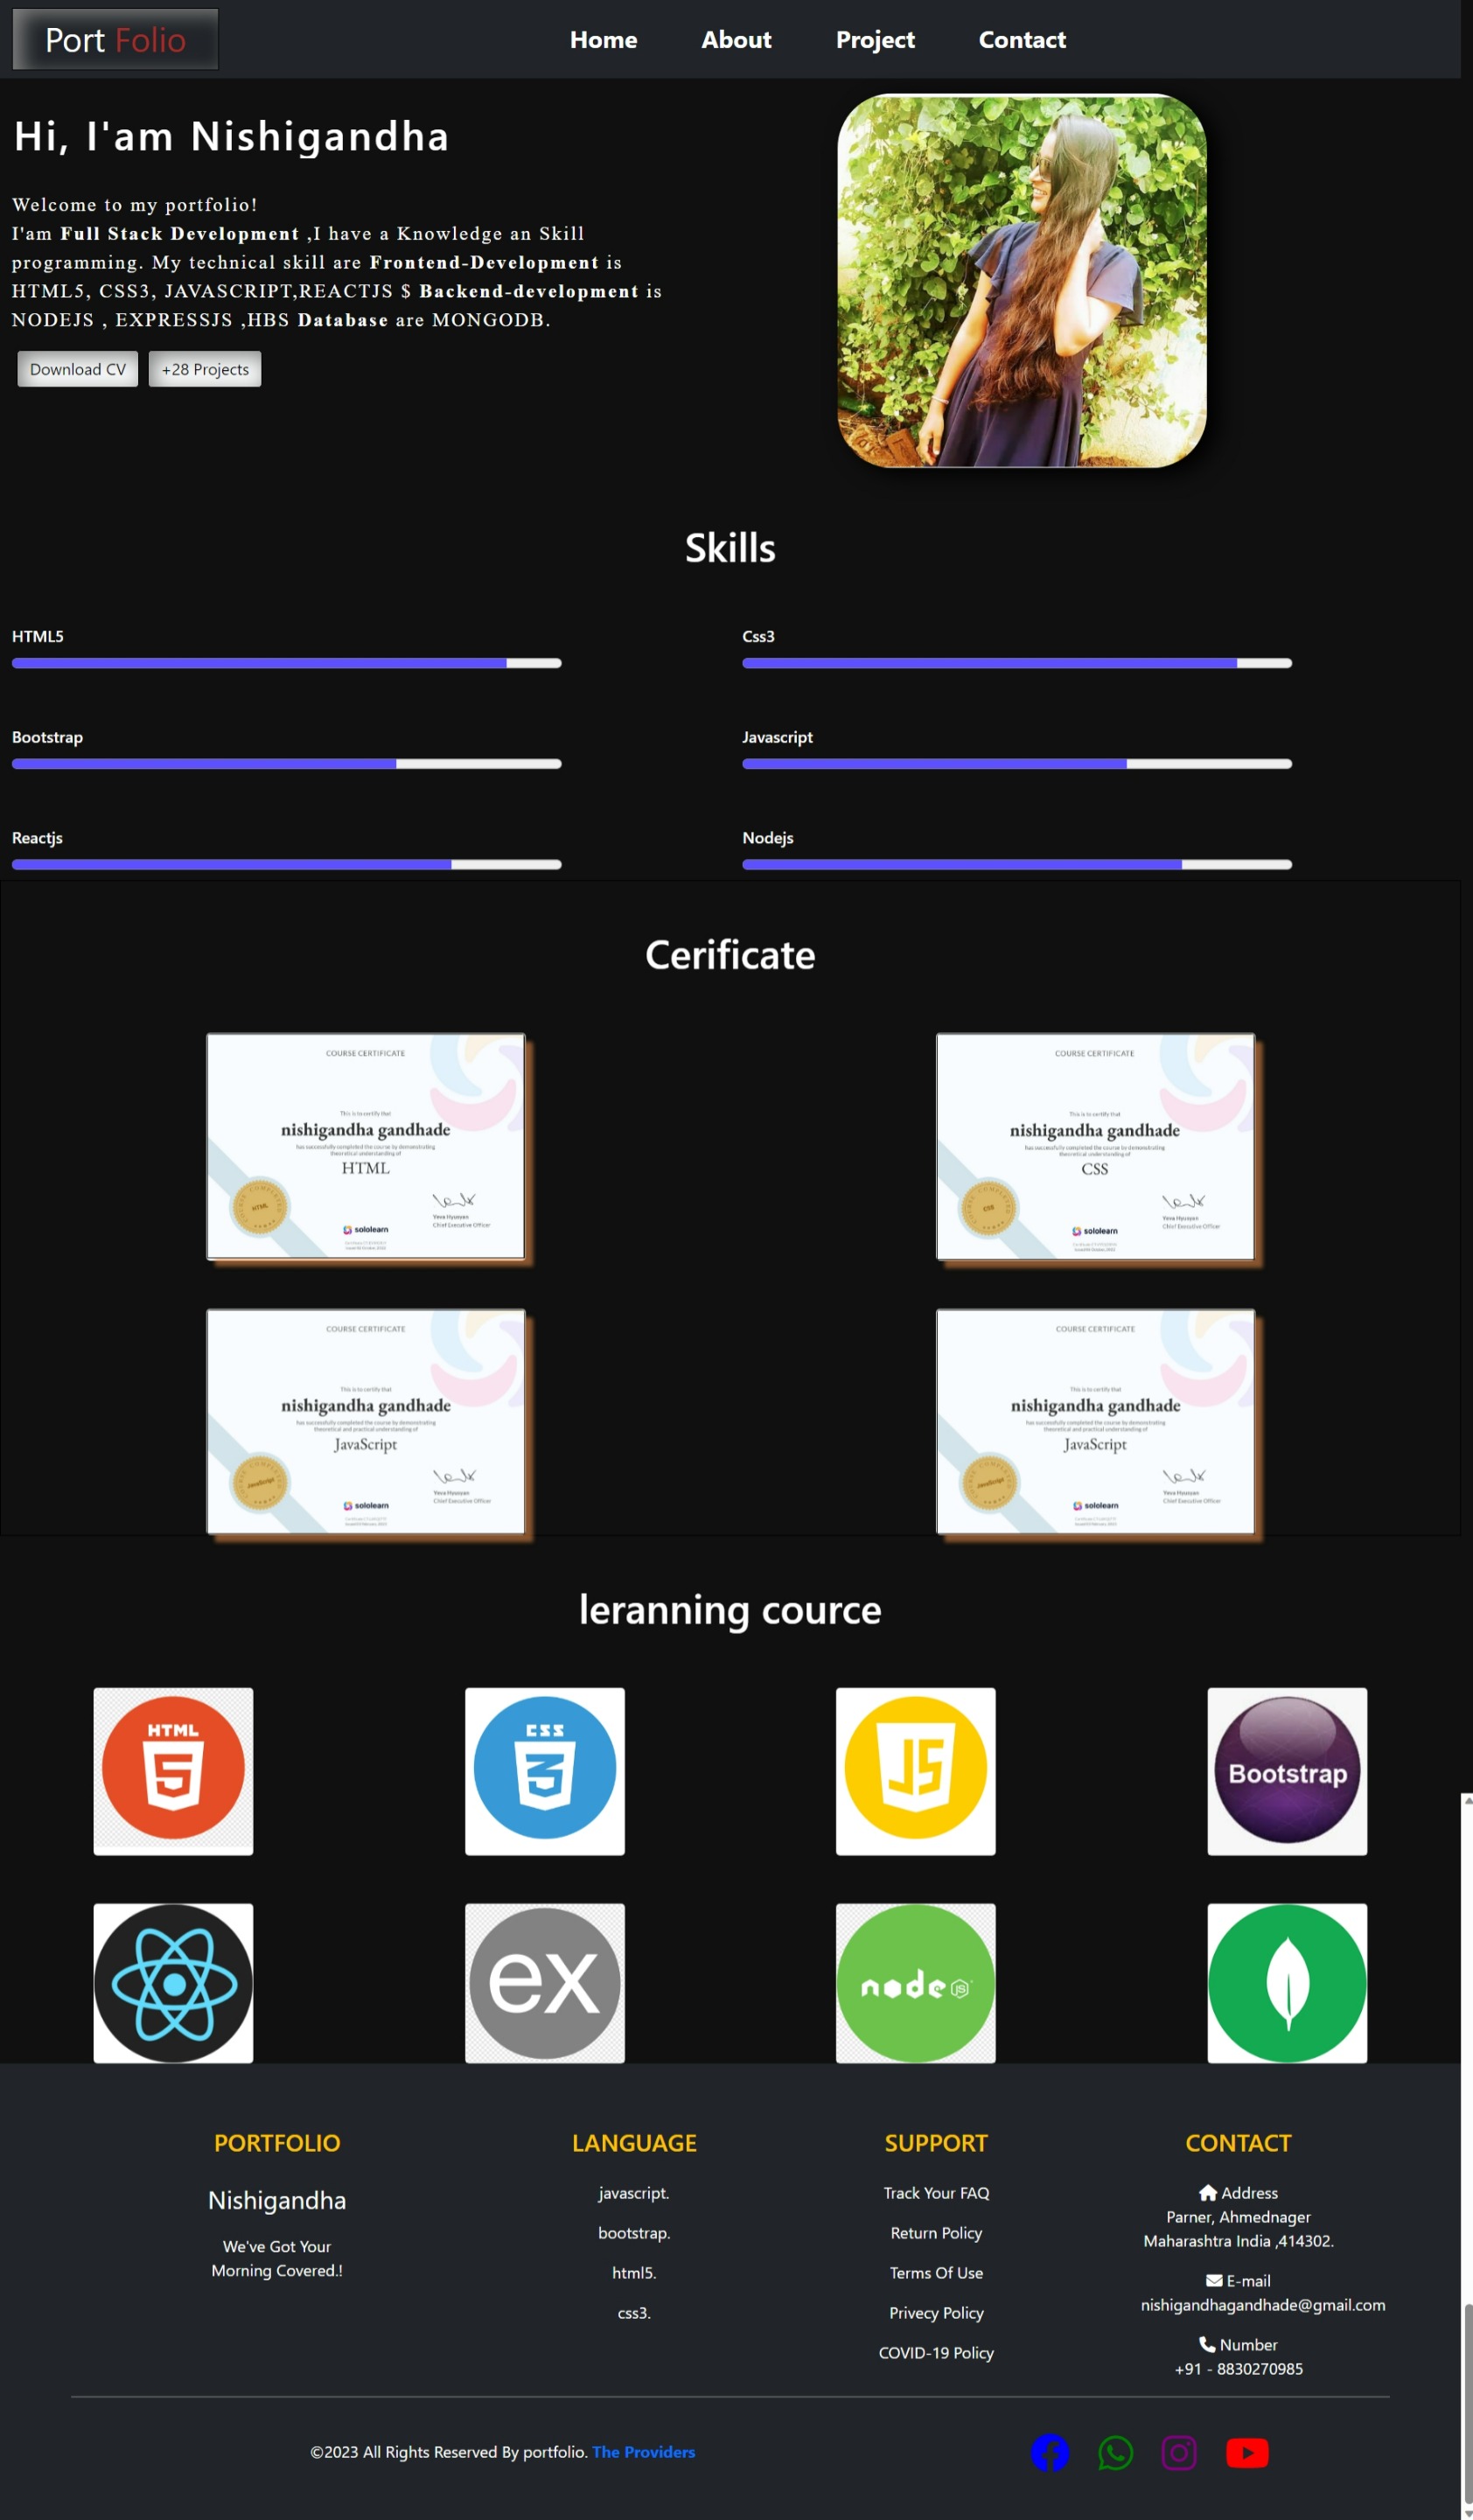 Port Folio
Home About Project Contact
Hi, I'am Nishigandha
Welcome to my portfolio!
I'am Full Stack Development ,I have a Knowledge an Skill
programming. My technical skill are Frontend-Development is
HTML5, CSS3, JAVASCRIPT,REACTJS $ Backend-development is
NODEJS , EXPRESSJS ,HBS Database are MONGODB.
Download CV +28 Projects
Skills
HTML5
Css3
Bootstrap
Javascript
Reactjs
Nodejs
Cerificate
COURSE CERTIFICATE
This is to certify that
nishigandha gandhade
has successfully completed the course by demonstrating
theoretical understanding of
HTML
HTML
Yeva Hyusyan
Chief Executive Officer
sololearn
COURSE CERTIFICATE
This is to certify that
nishigandha gandhade
has successfully completed the course by demonstrating
theoretical understanding of
CSS
CSS
Yeva Hyusyan
Chief Executive Officer
sololearn
COURSE CERTIFICATE
This is to certify that
nishigandha gandhade
has successfully completed the course by demonstrating
theoretical and practical understanding of
JavaScript
JavaScript
Yeva Hyusyan
Chief Executive Officer
sololearn
COURSE CERTIFICATE
This is to certify that
nishigandha gandhade
has successfully completed the course by demonstrating
theoretical and practical understanding of
JavaScript
JavaScript
Yeva Hyusyan
Chief Executive Officer
sololearn
leranning cource
HTML
5
CSS
3
JS
Bootstrap
ex
node JS
PORTFOLIO
Nishigandha
We've Got Your
Morning Covered.!
LANGUAGE
javascript.
bootstrap.
html5.
css3.
SUPPORT
Track Your FAQ
Return Policy
Terms Of Use
Privecy Policy
COVID-19 Policy
CONTACT
Address
Parner, Ahmednager
Maharashtra India ,414302.
E-mail
nishigandhagandhade@gmail.com
Number
+91 - 8830270985
©2023 All Rights Reserved By portfolio. The Providers